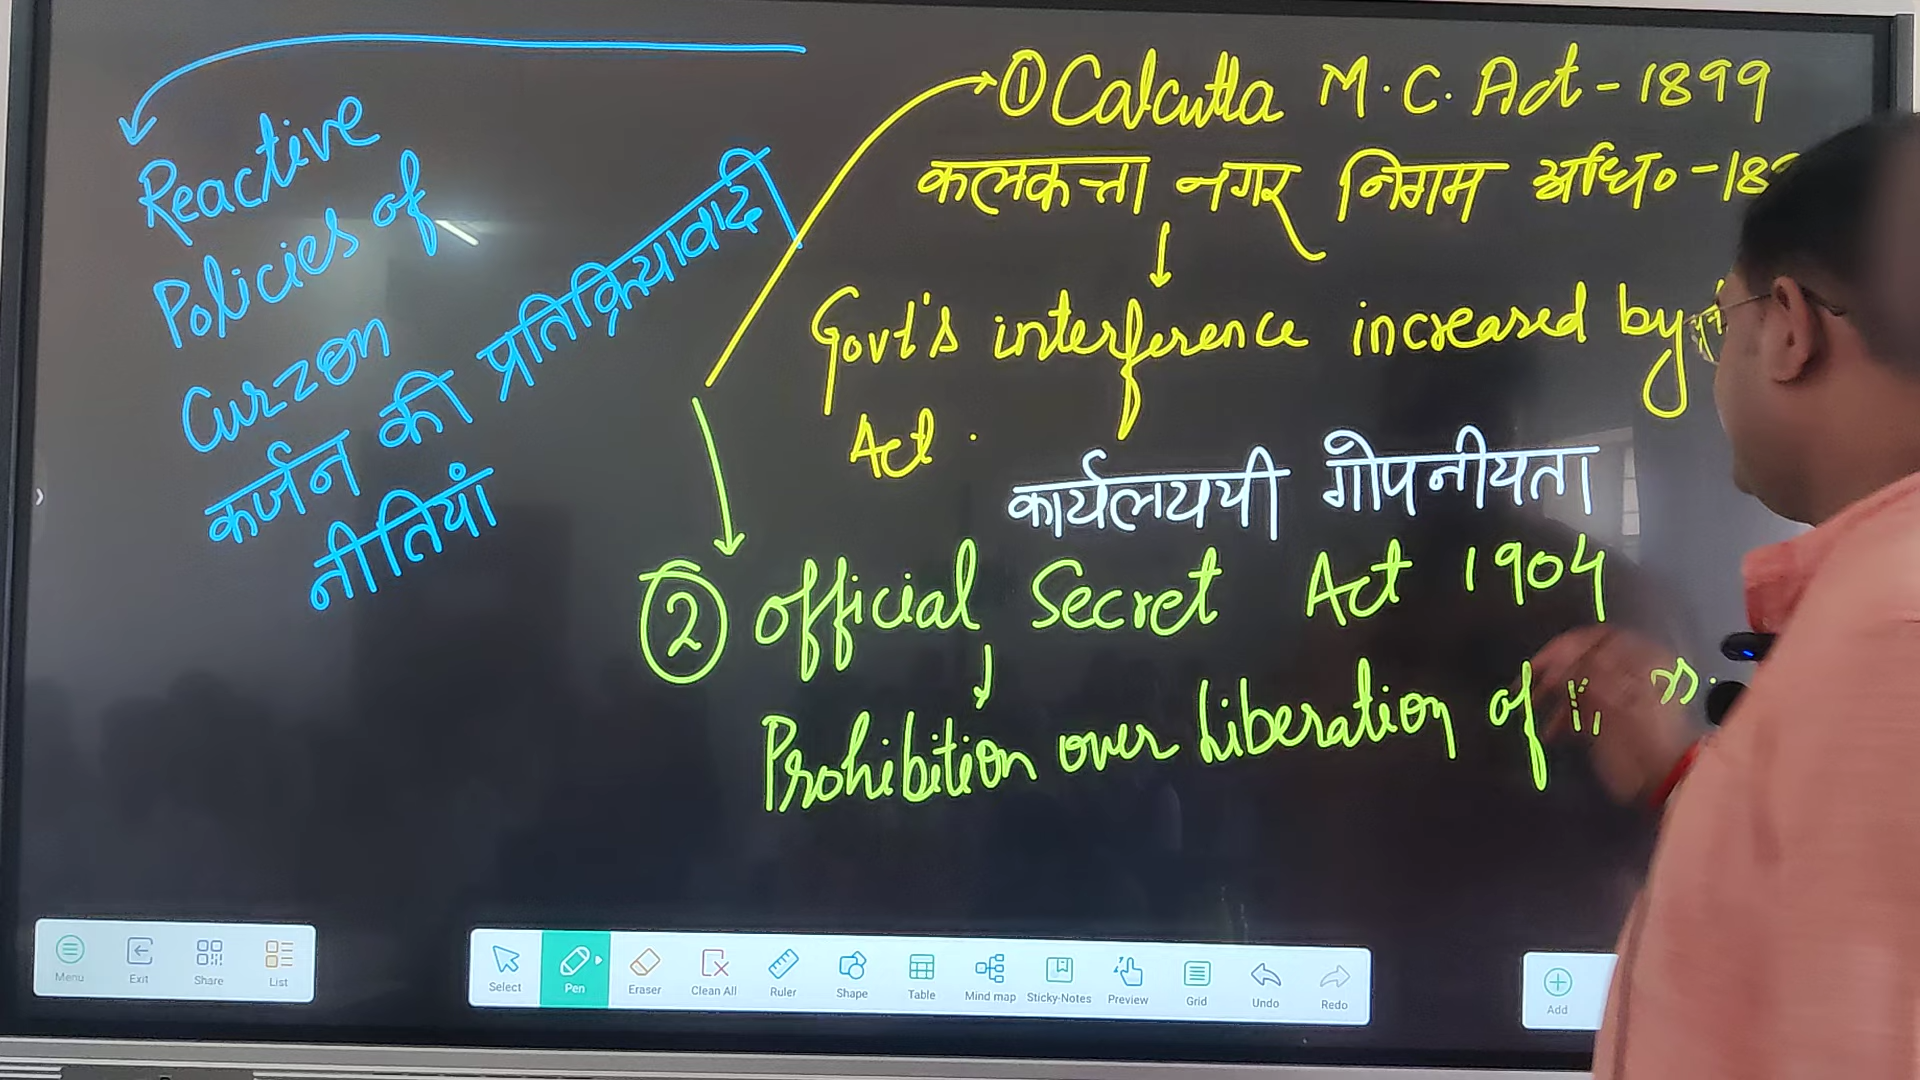 Reactive
Policies of
Curzon
कर्जन की प्रतिक्रियावादी
नीतियां
① Calcutta M.C. Act - 1899
कलकत्ता नगर निगम अधि० - 18
Govt's interference increased by
Act.
कार्यलययी गोपनीयता
② Official Secret Act 1904
Prohibition over Liberation of
Menu
Exit
Share
List
Select
Pen
Eraser
Clean All
Ruler
Shape
Table
Mind map
Sticky-Notes
Preview
Grid
Undo
Redo
Add